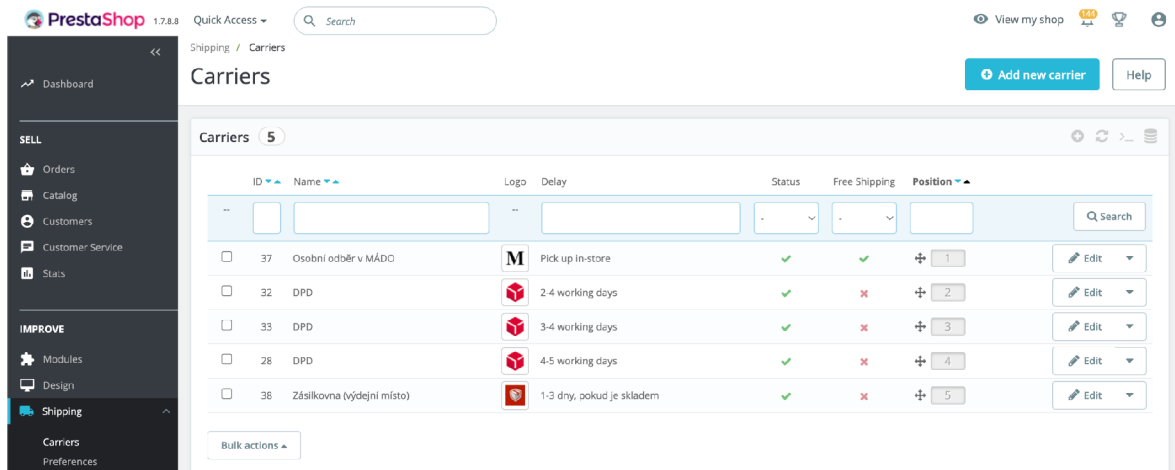 PrestaShop 1.7.8.8 Quick Access Search View my shop 144
Shipping / Carriers
Carriers
Add new carrier Help
Dashboard
SELL
Orders
Catalog
Customers
Customer Service
Stats
IMPROVE
Modules
Design
Shipping
Carriers
Preferences
Carriers 5
ID Name Logo Delay Status Free Shipping Position
-- -- - - Search
37 Osobní odběr v MÁDO M Pick up in-store 1 Edit
32 DPD 2-4 working days 2 Edit
33 DPD 3-4 working days 3 Edit
28 DPD 4-5 working days 4 Edit
38 Zásilkovna (výdejní místo) 1-3 dny, pokud je skladem 5 Edit
Bulk actions